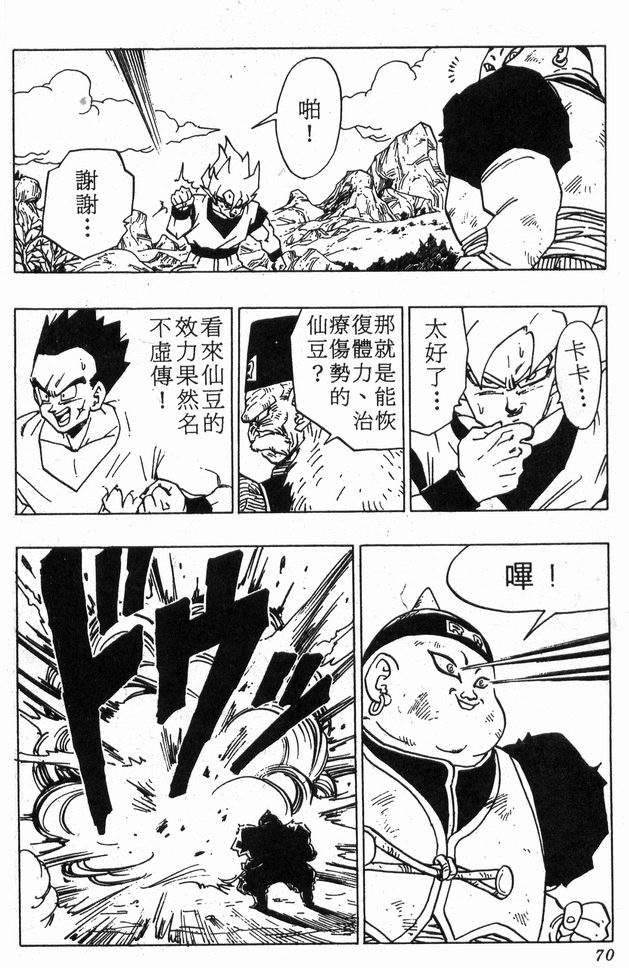 啪！
謝
謝…
卡卡…
太好了…
那就是能恢
復體力、治
療傷勢的
仙豆？
看來仙豆的
效力果然名
不虛傳！
嗶！
R R
ドドウッ
70